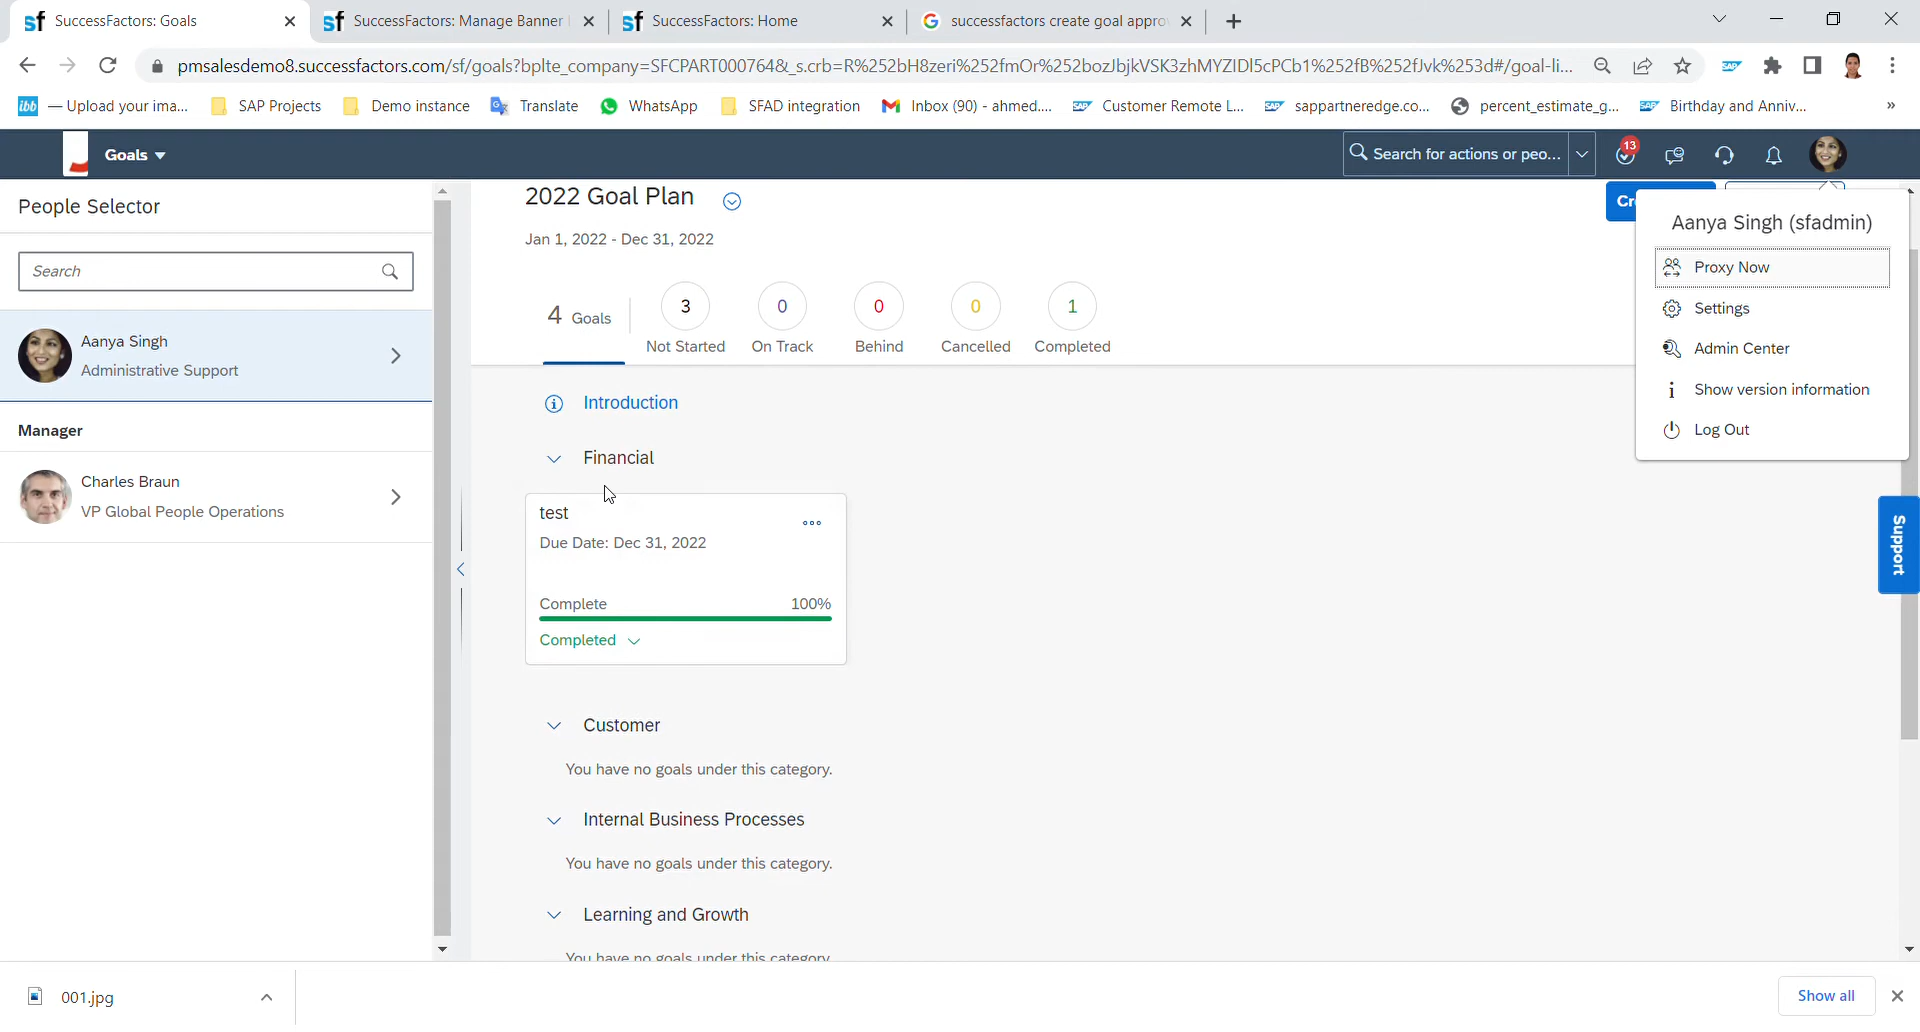 SuccessFactors: Goals
SuccessFactors: Manage Banner
SuccessFactors: Home
successfactors create goal appro
pmsalesdemo8.successfactors.com/sf/goals?bplte_company=SFCPART000764&_s.crb=R%252bH8zeri%252fmOr%252bozJbjkVSK3zhMYZIDl5cPCb1%252fB%252fJvk%253d#/goal-li...
ibb — Upload your ima...
SAP Projects
Demo instance
Translate
WhatsApp
SFAD integration
Inbox (90) - ahmed....
Customer Remote L...
sappartneredge.co...
percent_estimate_g...
Birthday and Anniv...
»
Goals
Search for actions or peo...
13
People Selector
Search
Aanya Singh
Administrative Support
Manager
Charles Braun
VP Global People Operations
2022 Goal Plan
Jan 1, 2022 - Dec 31, 2022
4 Goals
3
Not Started
0
On Track
0
Behind
0
Cancelled
1
Completed
Introduction
Financial
test
Due Date: Dec 31, 2022
Complete 100%
Completed
Customer
You have no goals under this category.
Internal Business Processes
You have no goals under this category.
Learning and Growth
You have no goals under this category.
Cr
Aanya Singh (sfadmin)
Proxy Now
Settings
Admin Center
Show version information
Log Out
Support
001.jpg
Show all